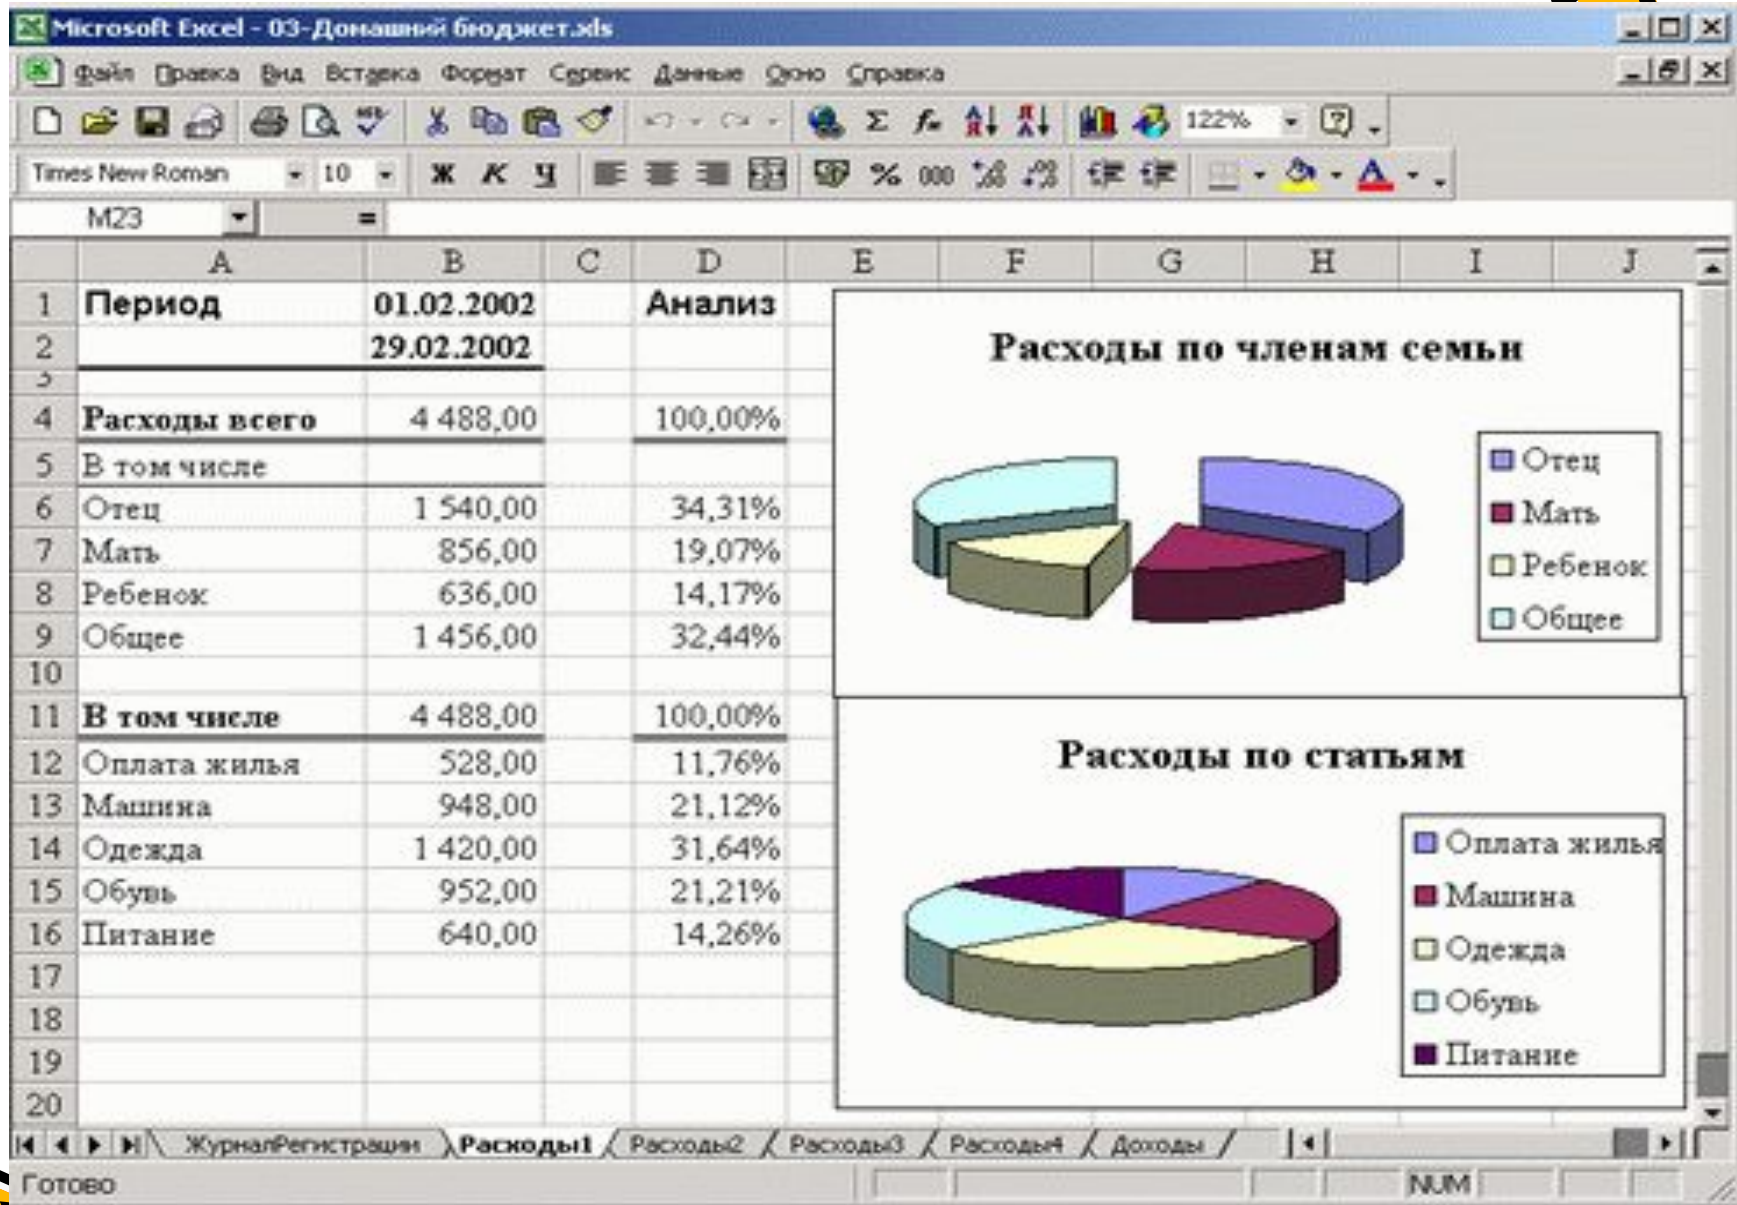 Microsoft Excel - 03-Домашний бюджет.xls
Файл Правка Вид Вставка Формат Сервис Данные Окно Справка
122%
Times New Roman 10 Ж К Ч % 000
M23 =
A B C D E F G H I J
1 Период 01.02.2002 Анализ
2 29.02.2002
3
4 Расходы всего 4 488,00 100,00%
5 В том числе
6 Отец 1 540,00 34,31%
7 Мать 856,00 19,07%
8 Ребенок 636,00 14,17%
9 Общее 1 456,00 32,44%
10
11 В том числе 4 488,00 100,00%
12 Оплата жилья 528,00 11,76%
13 Машина 948,00 21,12%
14 Одежда 1 420,00 31,64%
15 Обувь 952,00 21,21%
16 Питание 640,00 14,26%
17
18
19
20
Расходы по членам семьи
Отец
Мать
Ребенок
Общее
Расходы по статьям
Оплата жилья
Машина
Одежда
Обувь
Питание
ЖурналРегистрации Расходы1 Расходы2 Расходы3 Расходы4 Доходы
Готово NUM